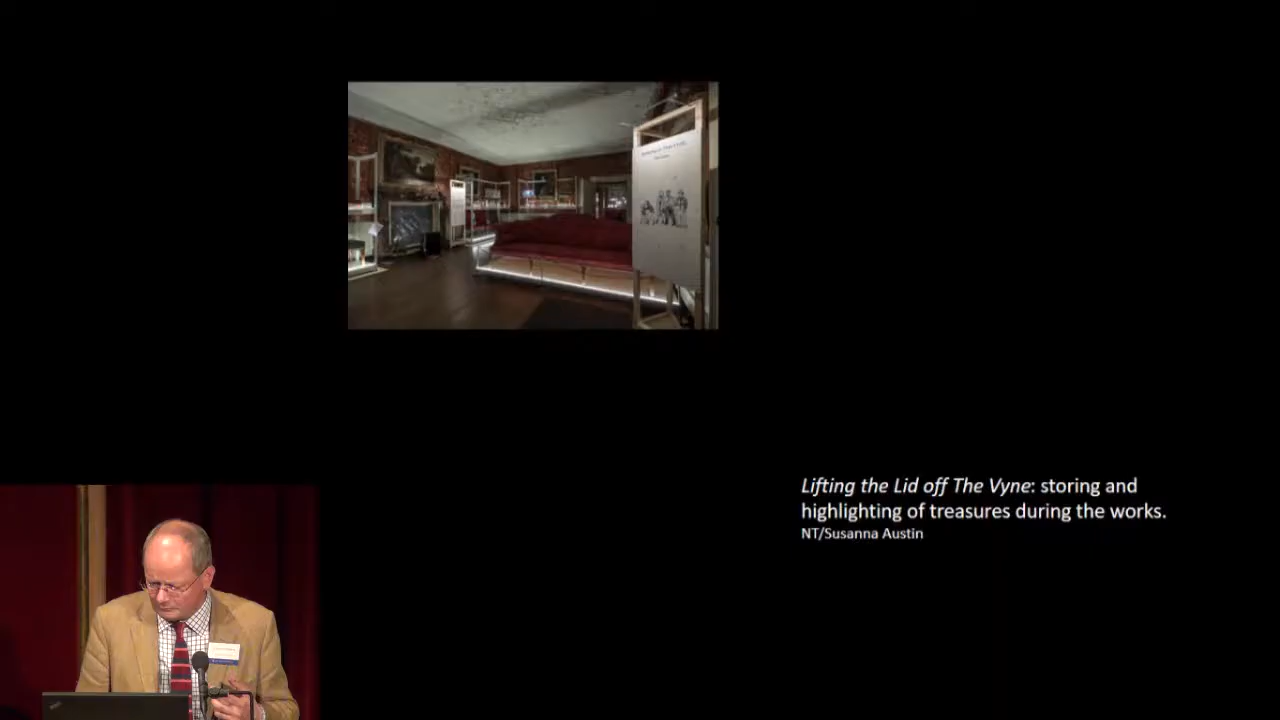 Lifting the Lid off The Vyne: storing and
highlighting of treasures during the works.
NT/Susanna Austin